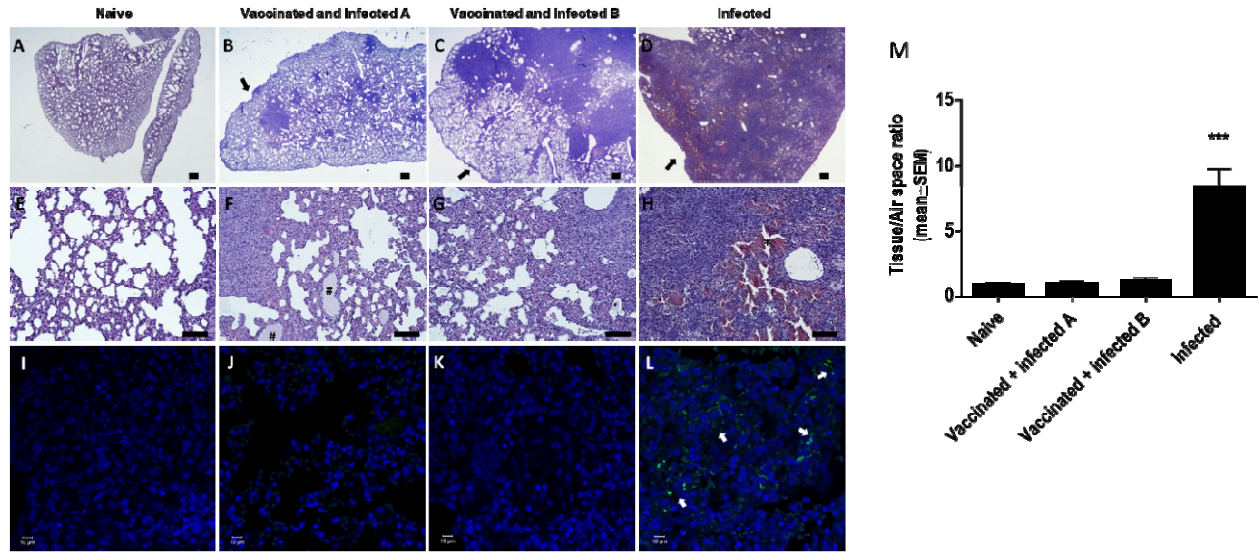 Naive
Vaccinated and Infected A
Vaccinated and Infected B
Infected
A
B
C
D
E
F
#
#
G
H
*
I
10 µm
J
10 µm
K
10 µm
L
10 µm
M
Tissue/Air space ratio
(mean±SEM)
15
10
5
0
***
Naive
Vaccinated + infected A
Vaccinated + infected B
Infected